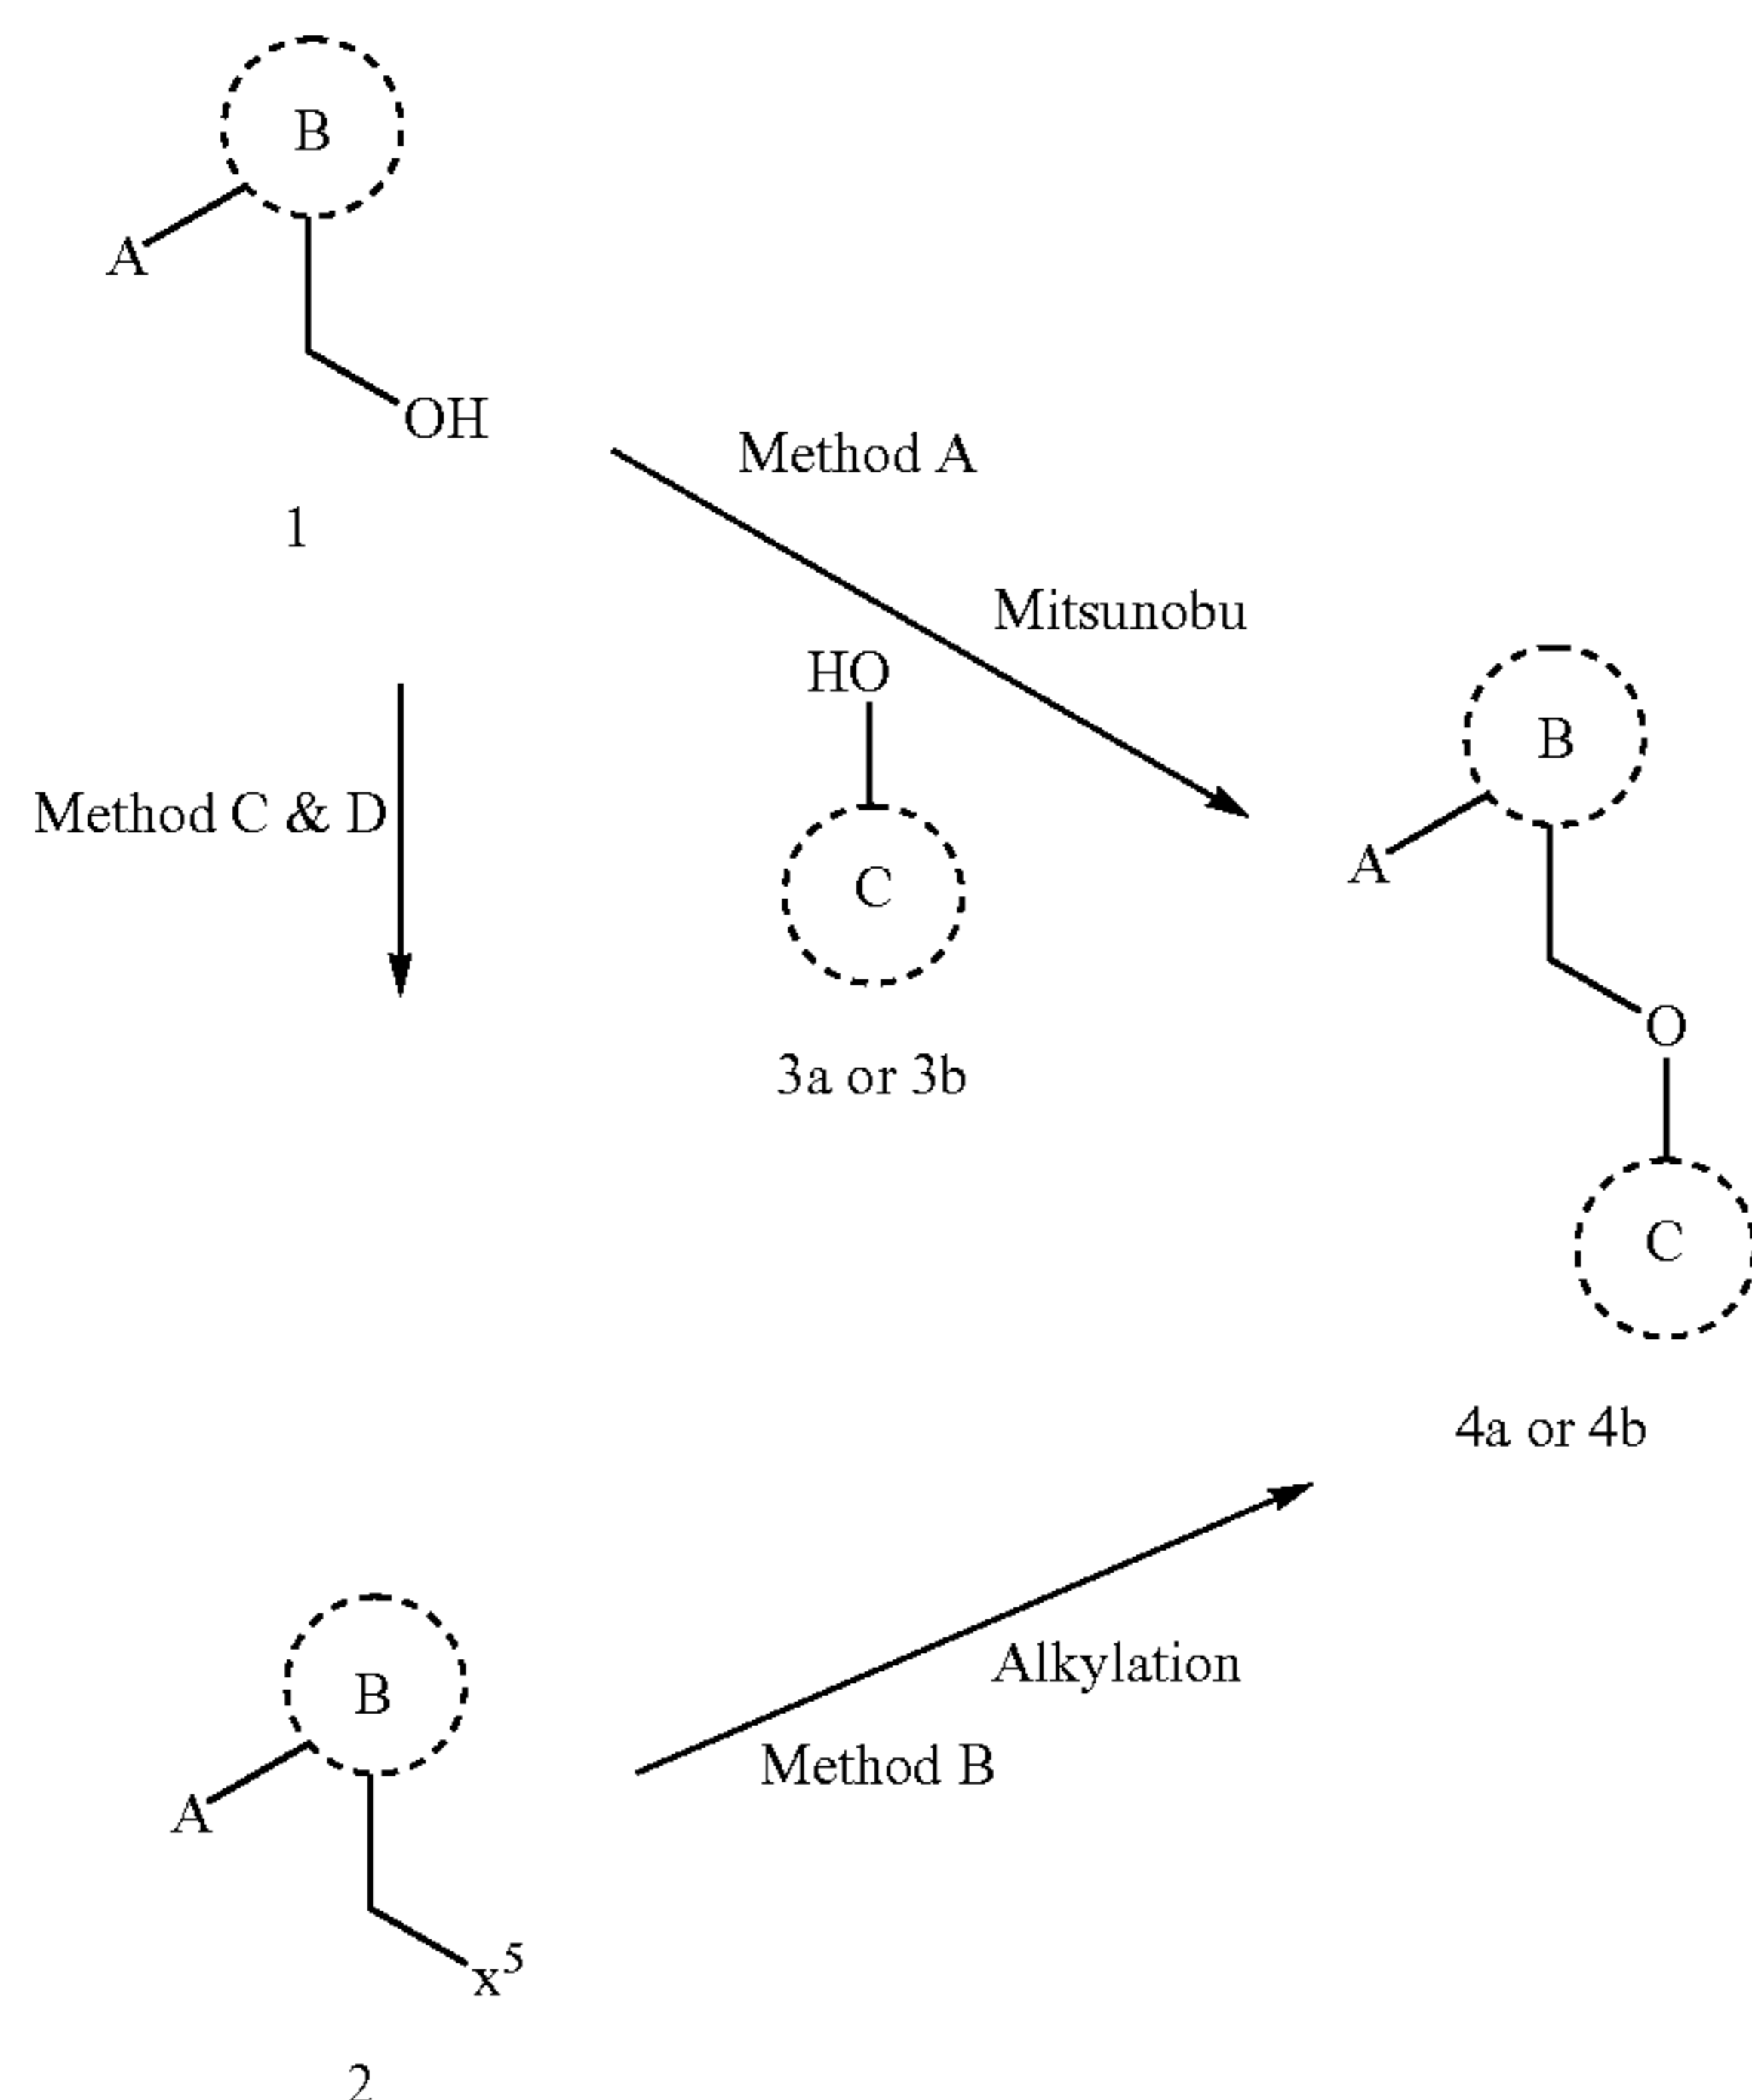 B
A
OH
1
Method A
Mitsunobu
HO
Method C & D
C
3a or 3b
B
A
O
C
4a or 4b
Alkylation
Method B
B
A
x⁵
2